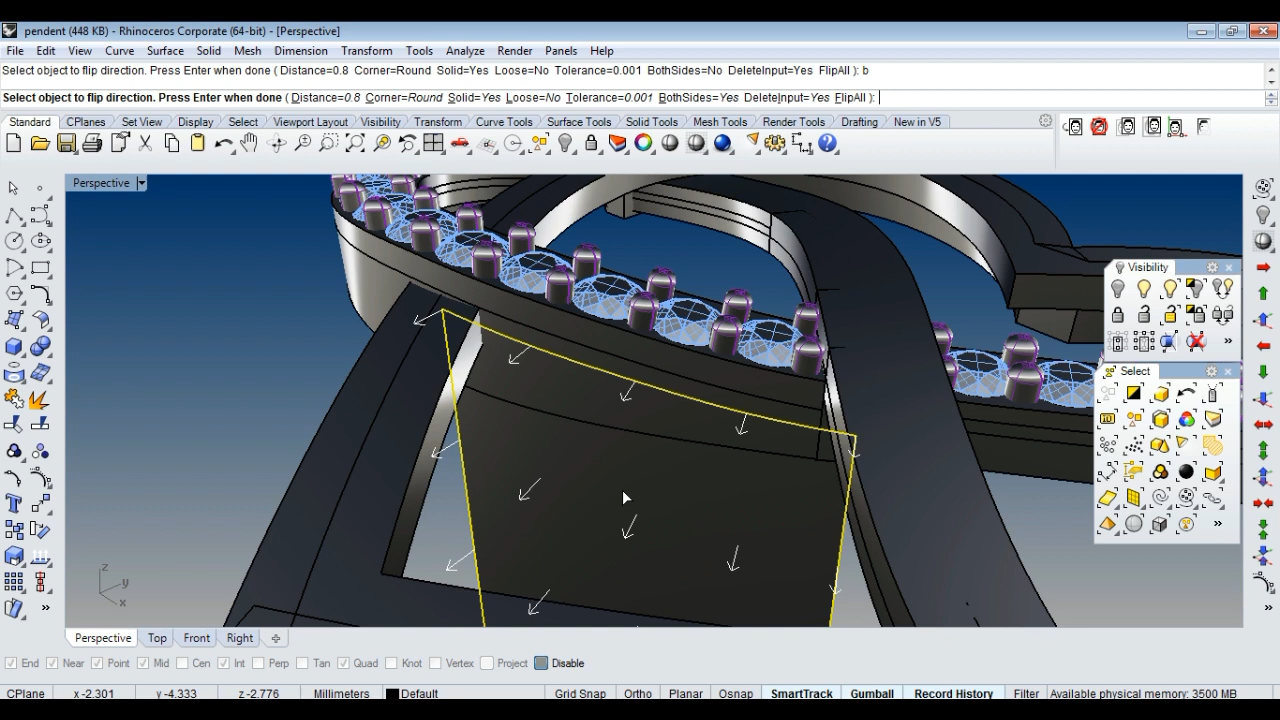 pendent (448 KB) - Rhinoceros Corporate (64-bit) - [Perspective]
File Edit View Curve Surface Solid Mesh Dimension Transform Tools Analyze Render Panels Help
Select object to flip direction. Press Enter when done ( Distance=0.8 Corner=Round Solid=Yes Loose=No Tolerance=0.001 BothSides=No DeleteInput=Yes FlipAll ): b
Select object to flip direction. Press Enter when done ( Distance=0.8 Corner=Round Solid=Yes Loose=No Tolerance=0.001 BothSides=Yes DeleteInput=Yes FlipAll ):
Standard CPlanes Set View Display Select Viewport Layout Visibility Transform Curve Tools Surface Tools Solid Tools Mesh Tools Render Tools Drafting New in V5
Perspective
Visibility
Select
z
y
x
Perspective Top Front Right
End Near Point Mid Cen Int Perp Tan Quad Knot Vertex Project Disable
CPlane x -2.301 y -4.333 z -2.776 Millimeters Default Grid Snap Ortho Planar Osnap SmartTrack Gumball Record History Filter Available physical memory: 3500 MB